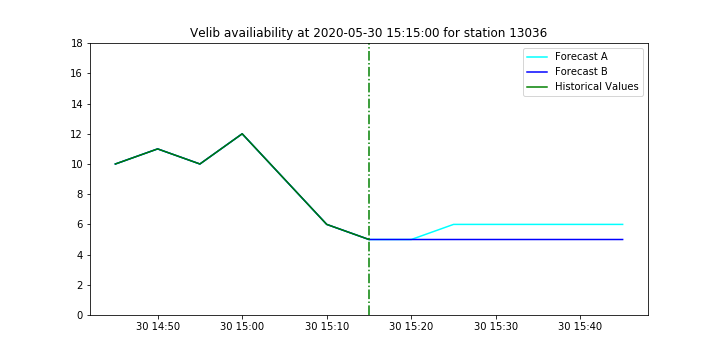 Velib availiability at 2020-05-30 15:15:00 for station 13036
Forecast A
Forecast B
Historical Values
18
16
14
12
10
8
6
4
2
0
30 14:50 30 15:00 30 15:10 30 15:20 30 15:30 30 15:40